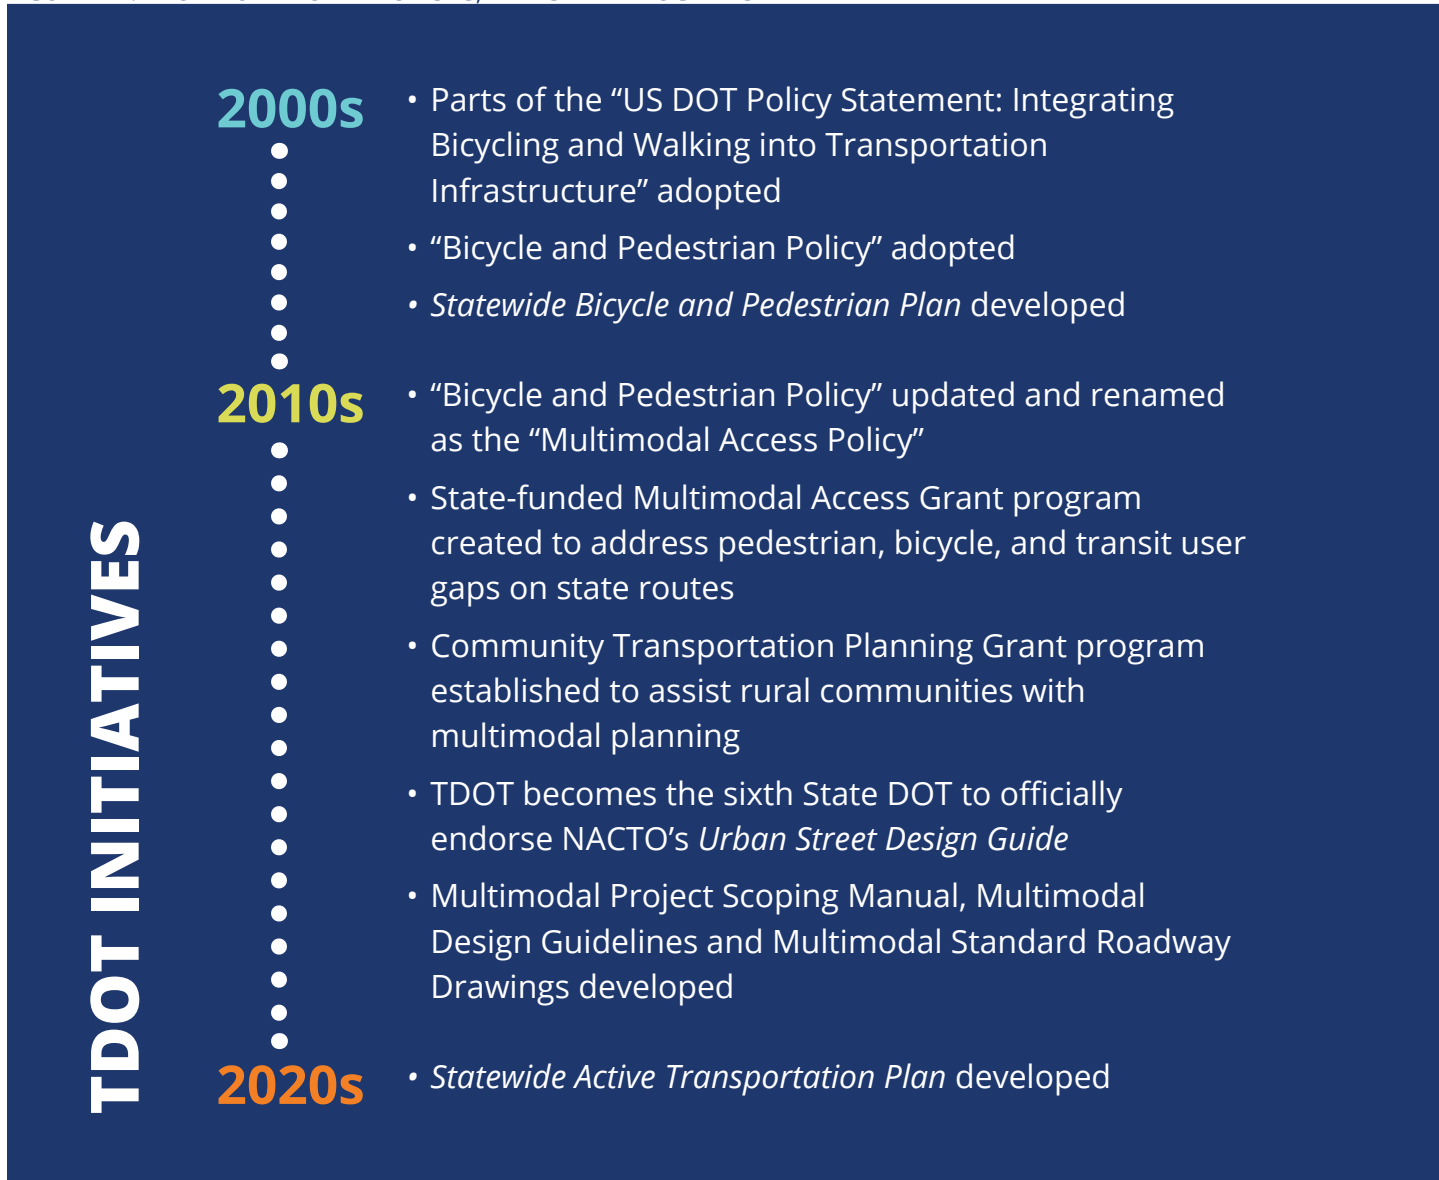 2000s
• Parts of the “US DOT Policy Statement: Integrating
Bicycling and Walking into Transportation
Infrastructure” adopted
• “Bicycle and Pedestrian Policy” adopted
• Statewide Bicycle and Pedestrian Plan developed
2010s
• “Bicycle and Pedestrian Policy” updated and renamed
as the “Multimodal Access Policy”
• State-funded Multimodal Access Grant program
created to address pedestrian, bicycle, and transit user
gaps on state routes
• Community Transportation Planning Grant program
established to assist rural communities with
multimodal planning
• TDOT becomes the sixth State DOT to officially
endorse NACTO’s Urban Street Design Guide
• Multimodal Project Scoping Manual, Multimodal
Design Guidelines and Multimodal Standard Roadway
Drawings developed
2020s
• Statewide Active Transportation Plan developed
TDOT INITIATIVES